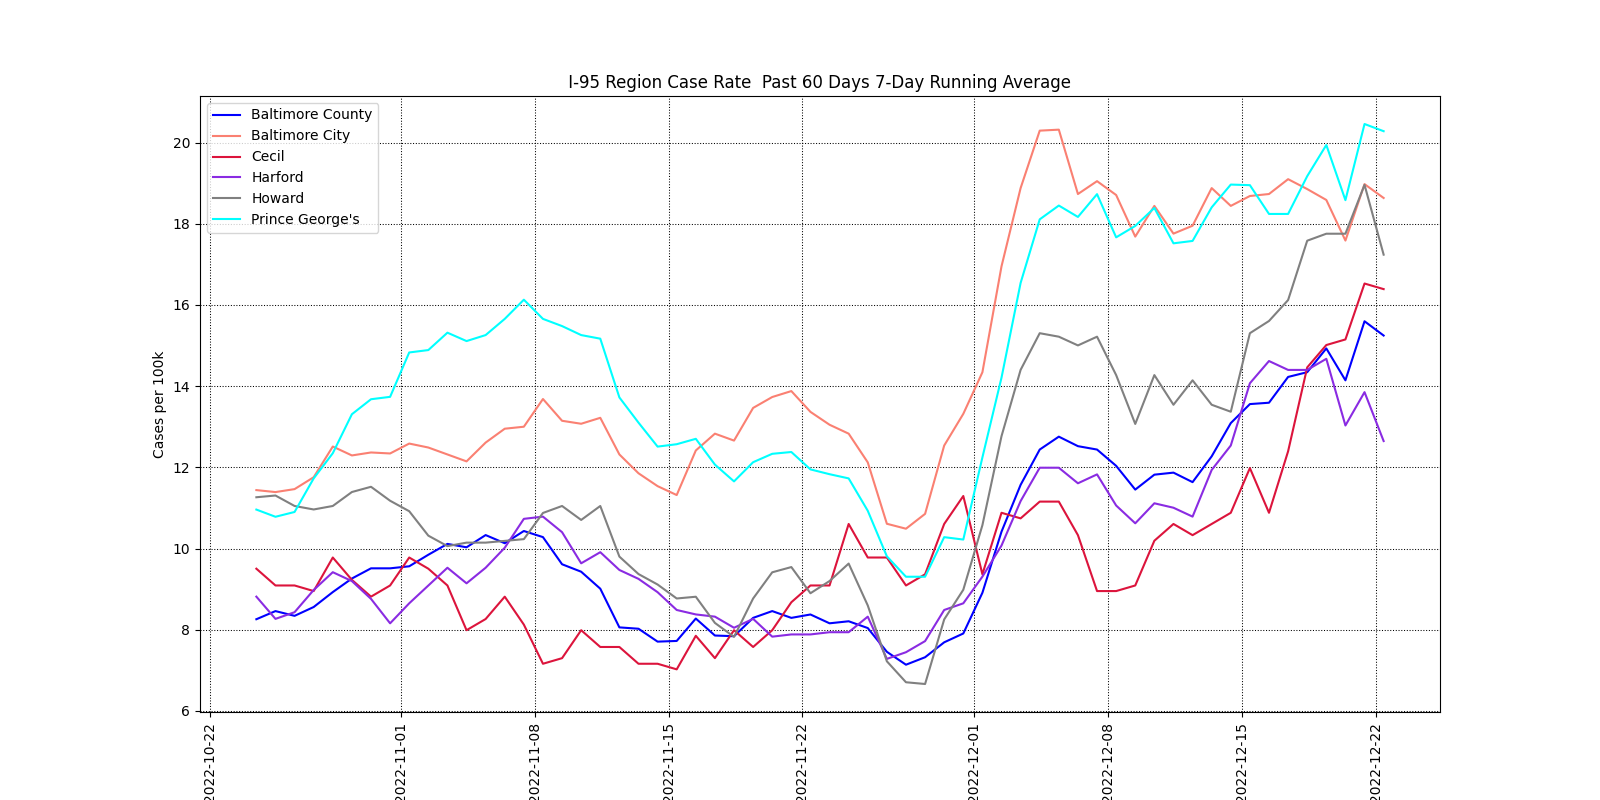 I-95 Region Case Rate  Past 60 Days 7-Day Running Average
Baltimore County
Baltimore City
Cecil
Harford
Howard
Prince George's
Cases per 100k
20
18
16
14
12
10
8
6
2022-10-22
2022-11-01
2022-11-08
2022-11-15
2022-11-22
2022-12-01
2022-12-08
2022-12-15
2022-12-22